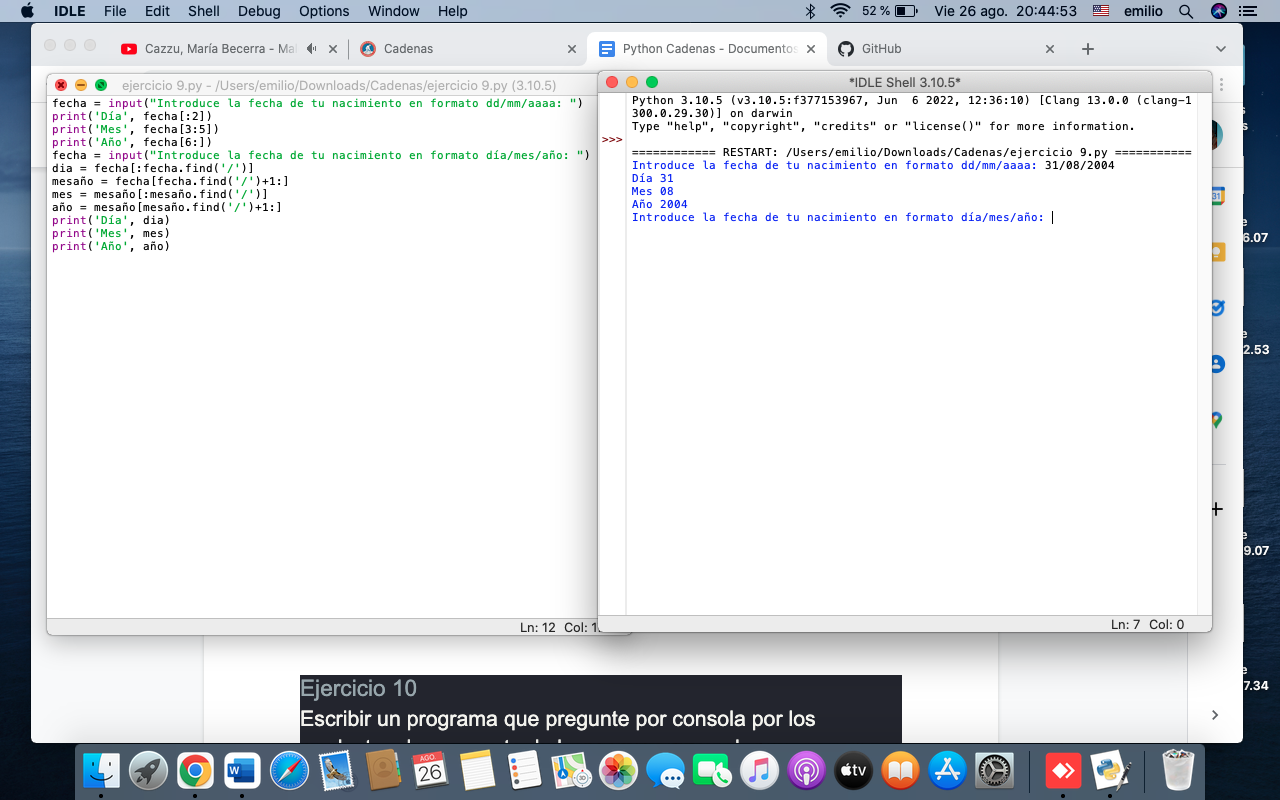 IDLE File Edit Shell Debug Options Window Help 52 % Vie 26 ago. 20:44:53 emilio
Cazzu, María Becerra - Mal
Cadenas
Python Cadenas - Documentos
GitHub
ejercicio 9.py - /Users/emilio/Downloads/Cadenas/ejercicio 9.py (3.10.5)
fecha = input("Introduce la fecha de tu nacimiento en formato dd/mm/aaaa: ")
print('Día', fecha[:2])
print('Mes', fecha[3:5])
print('Año', fecha[6:])
fecha = input("Introduce la fecha de tu nacimiento en formato día/mes/año: ")
dia = fecha[:fecha.find('/')]
mesaño = fecha[fecha.find('/')+1:]
mes = mesaño[:mesaño.find('/')]
año = mesaño[mesaño.find('/')+1:]
print('Día', dia)
print('Mes', mes)
print('Año', año)
Ln: 12 Col:
*IDLE Shell 3.10.5*
Python 3.10.5 (v3.10.5:f377153967, Jun 6 2022, 12:36:10) [Clang 13.0.0 (clang-1
300.0.29.30)] on darwin
Type "help", "copyright", "credits" or "license()" for more information.
>>>
============ RESTART: /Users/emilio/Downloads/Cadenas/ejercicio 9.py ===========
Introduce la fecha de tu nacimiento en formato dd/mm/aaaa: 31/08/2004
Día 31
Mes 08
Año 2004
Introduce la fecha de tu nacimiento en formato día/mes/año:
Ln: 7 Col: 0
31
6.07
2.53
9.07
7.34
Ejercicio 10
Escribir un programa que pregunte por consola por los
AGO
26
tv